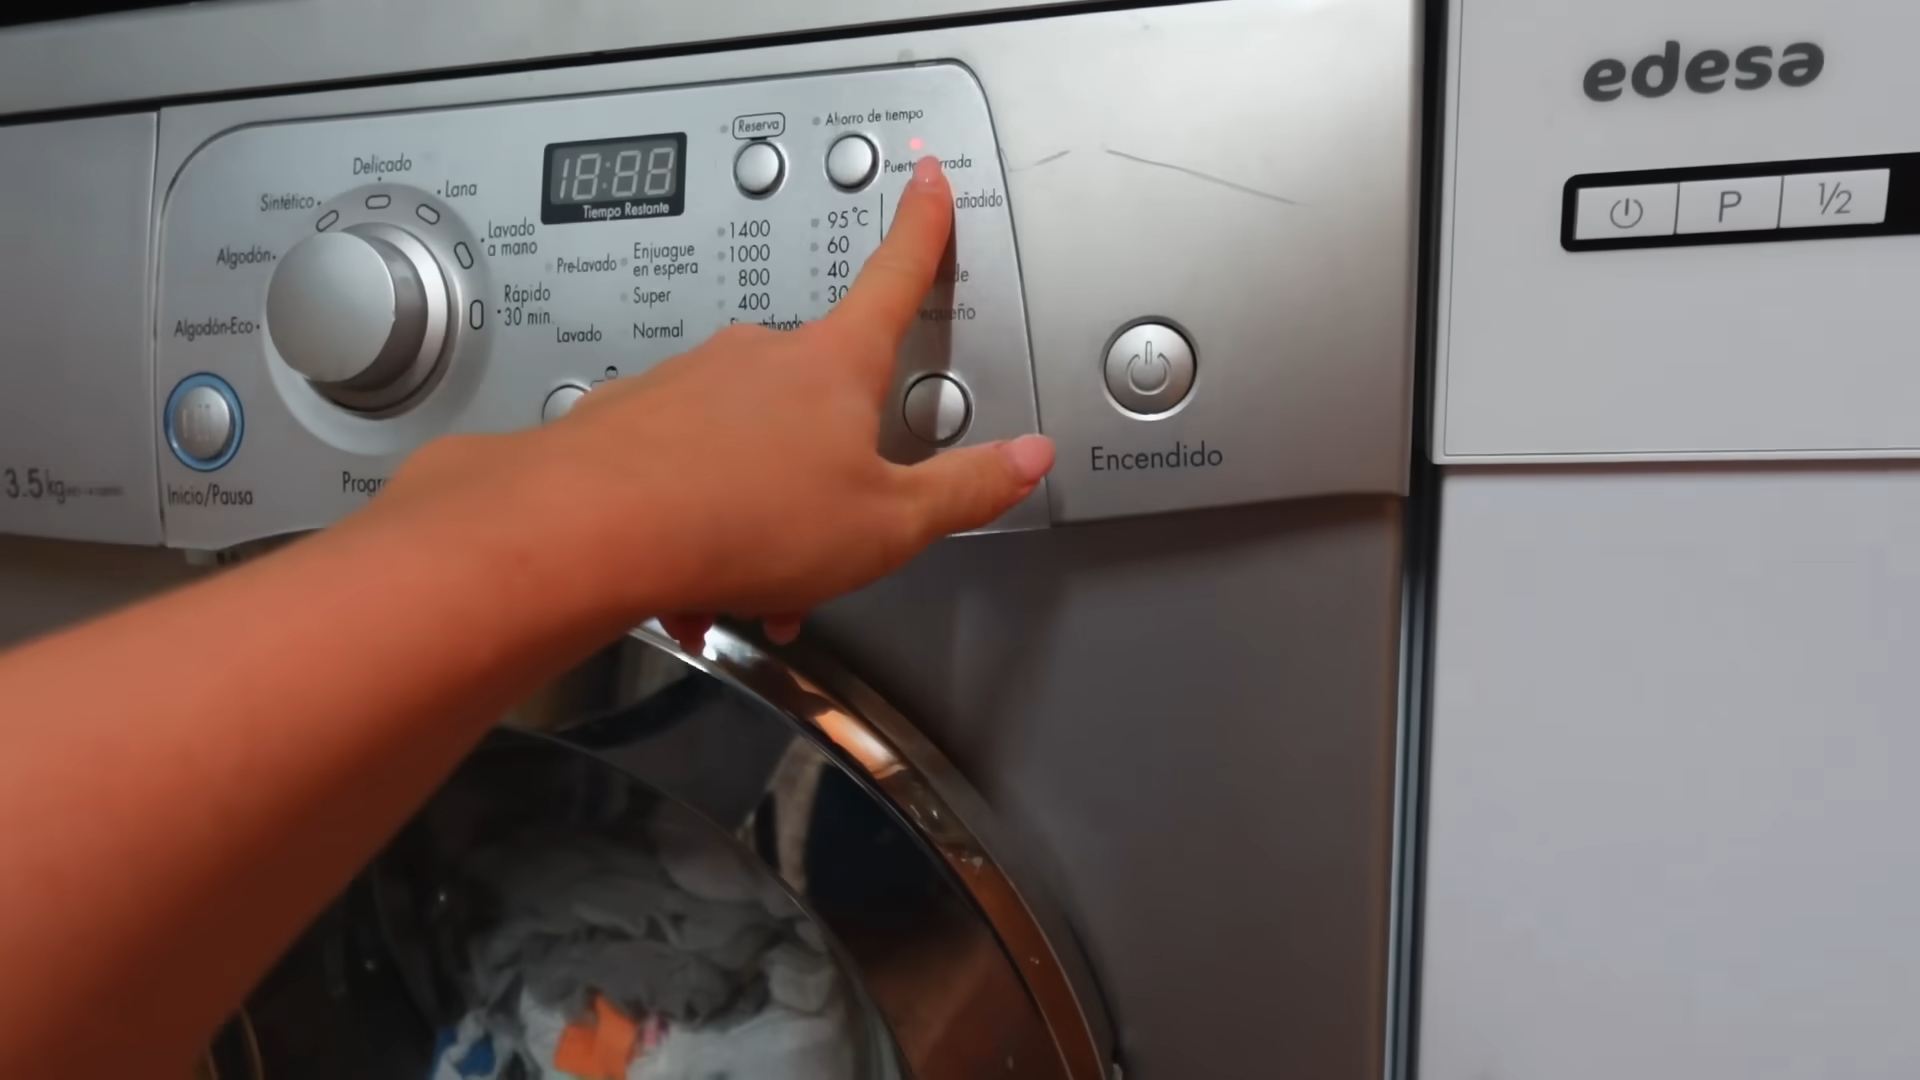 edesa
Reserva
Ahorro de tiempo
Delicado
Sintético
Lana
18:88
Tiempo Restante
P
1/2
añadido
Lavado
a mano
Algodón
Pre-Lavado
Enjuague
en espera
1400
1000
800
400
95°C
60
40
30
de
Rápido
30 min.
Super
Algodón-Eco
Lavado
Normal
Encendido
3.5kg
Inicio/Pausa